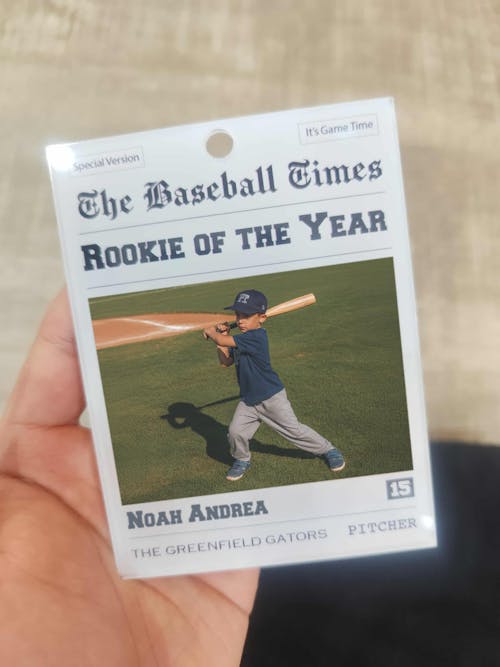 Special Version
It's Game Time
The Baseball Times
ROOKIE OF THE YEAR
NOAH ANDREA
15
THE GREENFIELD GATORS
PITCHER